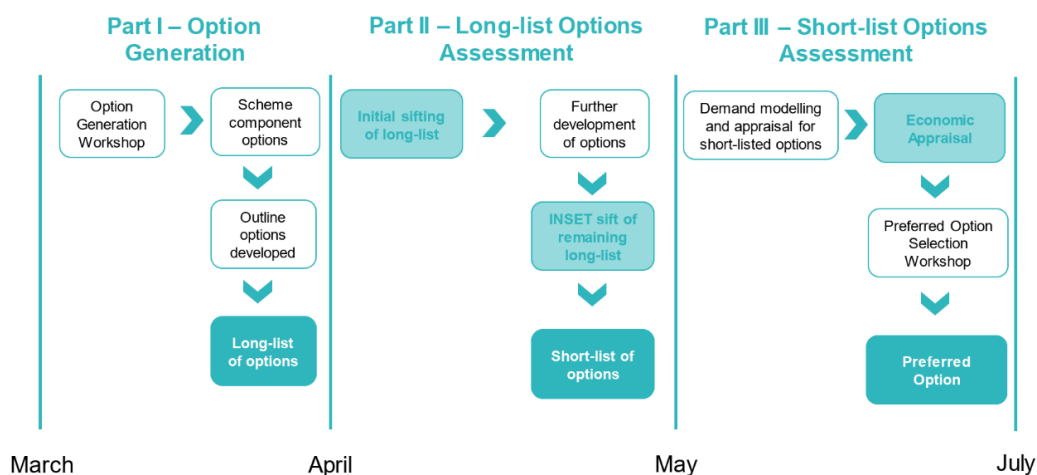 Part I – Option
Generation
Option
Generation
Workshop
Scheme
component
options
Outline
options
developed
Long-list
of options
Part II – Long-list Options
Assessment
Initial sifting
of long-list
Further
development
of options
INSET sift of
remaining
long-list
Short-list of
options
Part III – Short-list Options
Assessment
Demand modelling
and appraisal for
short-listed options
Economic
Appraisal
Preferred Option
Selection
Workshop
Preferred
Option
March
April
May
July